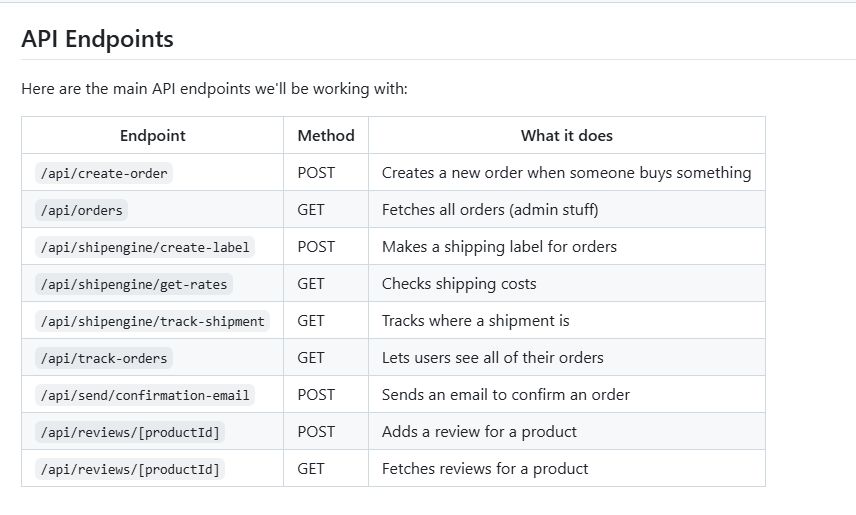 API Endpoints
Here are the main API endpoints we'll be working with:
Endpoint Method What it does
/api/create-order POST Creates a new order when someone buys something
/api/orders GET Fetches all orders (admin stuff)
/api/shipengine/create-label POST Makes a shipping label for orders
/api/shipengine/get-rates GET Checks shipping costs
/api/shipengine/track-shipment GET Tracks where a shipment is
/api/track-orders GET Lets users see all of their orders
/api/send/confirmation-email POST Sends an email to confirm an order
/api/reviews/[productId] POST Adds a review for a product
/api/reviews/[productId] GET Fetches reviews for a product